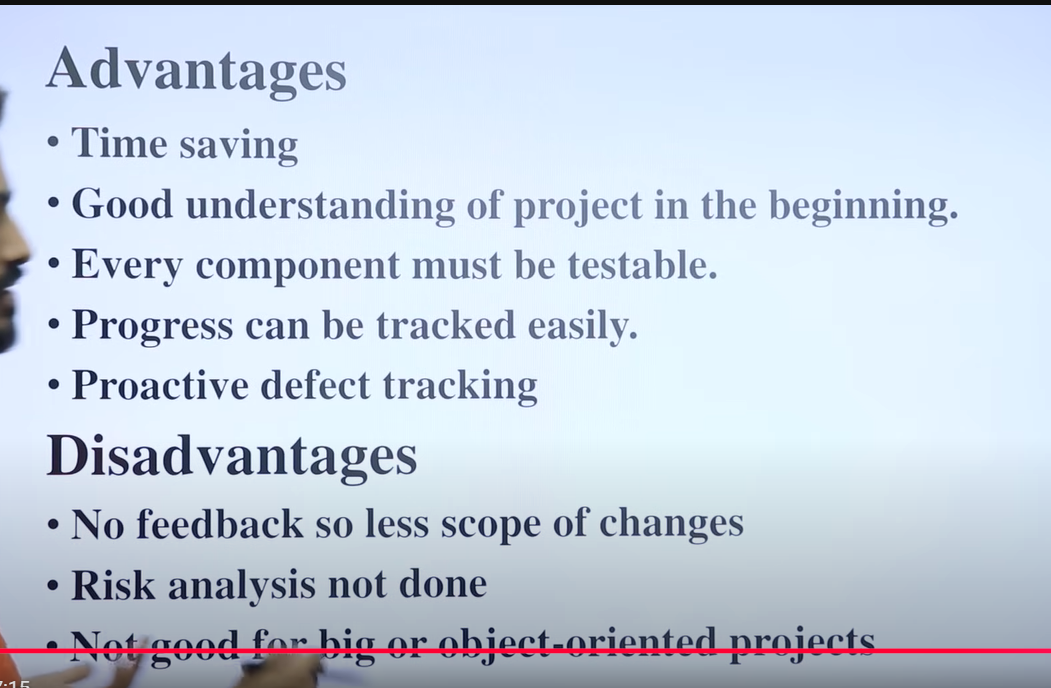 Advantages
• Time saving
• Good understanding of project in the beginning.
• Every component must be testable.
• Progress can be tracked easily.
• Proactive defect tracking
Disadvantages
• No feedback so less scope of changes
• Risk analysis not done
• Not good for big or object-oriented projects
7:15